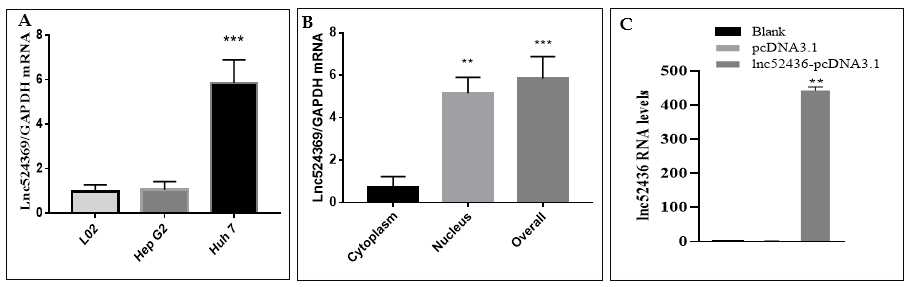 A
Lnc524369/GAPDH mRNA
8
6
4
2
0
***
L02
Hep G2
Huh 7
B
Lnc524369/GAPDH mRNA
8
6
4
2
0
**
***
Cytoplasm
Nucleus
Overall
C
Blank
pcDNA3.1
lnc52436-pcDNA3.1
lnc52436 RNA levels
500
400
300
200
100
0
**